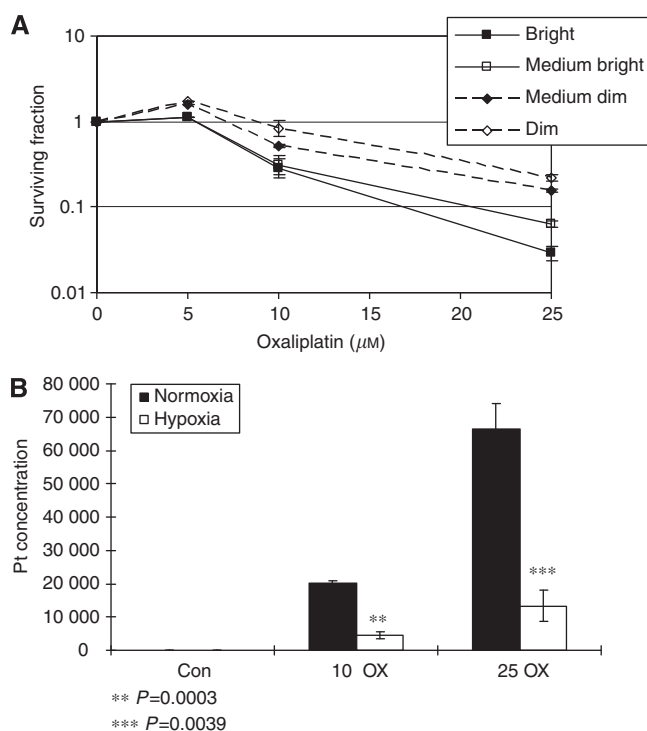 A
Surviving fraction
10
1
0.1
0.01
0 5 10 15 20 25
Oxaliplatin (μM)
Bright
Medium bright
Medium dim
Dim
B
Pt concentration
80 000
70 000
60 000
50 000
40 000
30 000
20 000
10 000
0
Normoxia
Hypoxia
**
***
Con 10 OX 25 OX
** P=0.0003
*** P=0.0039